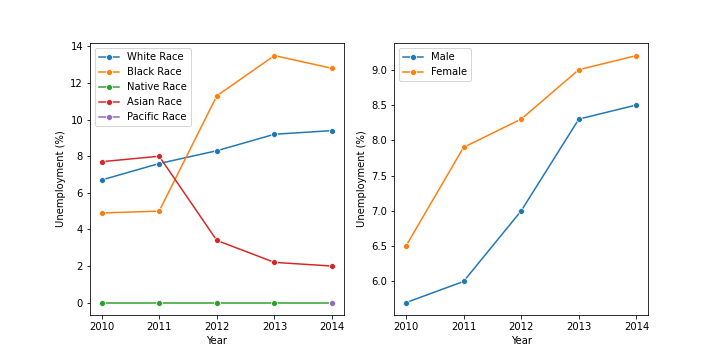 14
12
10
8
6
4
2
0
Unemployment (%)
White Race
Black Race
Native Race
Asian Race
Pacific Race
2010 2011 2012 2013 2014
Year
9.0
8.5
8.0
7.5
7.0
6.5
6.0
Unemployment (%)
Male
Female
2010 2011 2012 2013 2014
Year